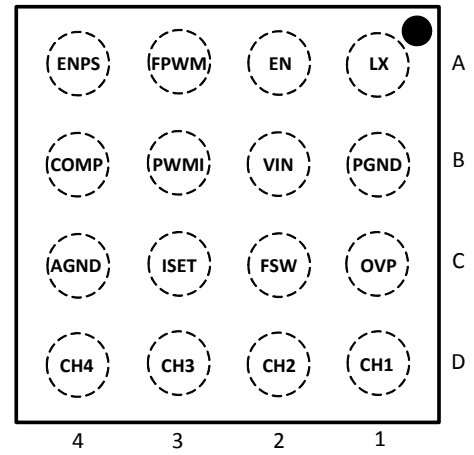 ENPS FPWM EN LX A
COMP PWMI VIN PGND B
AGND ISET FSW OVP C
CH4 CH3 CH2 CH1 D
4 3 2 1